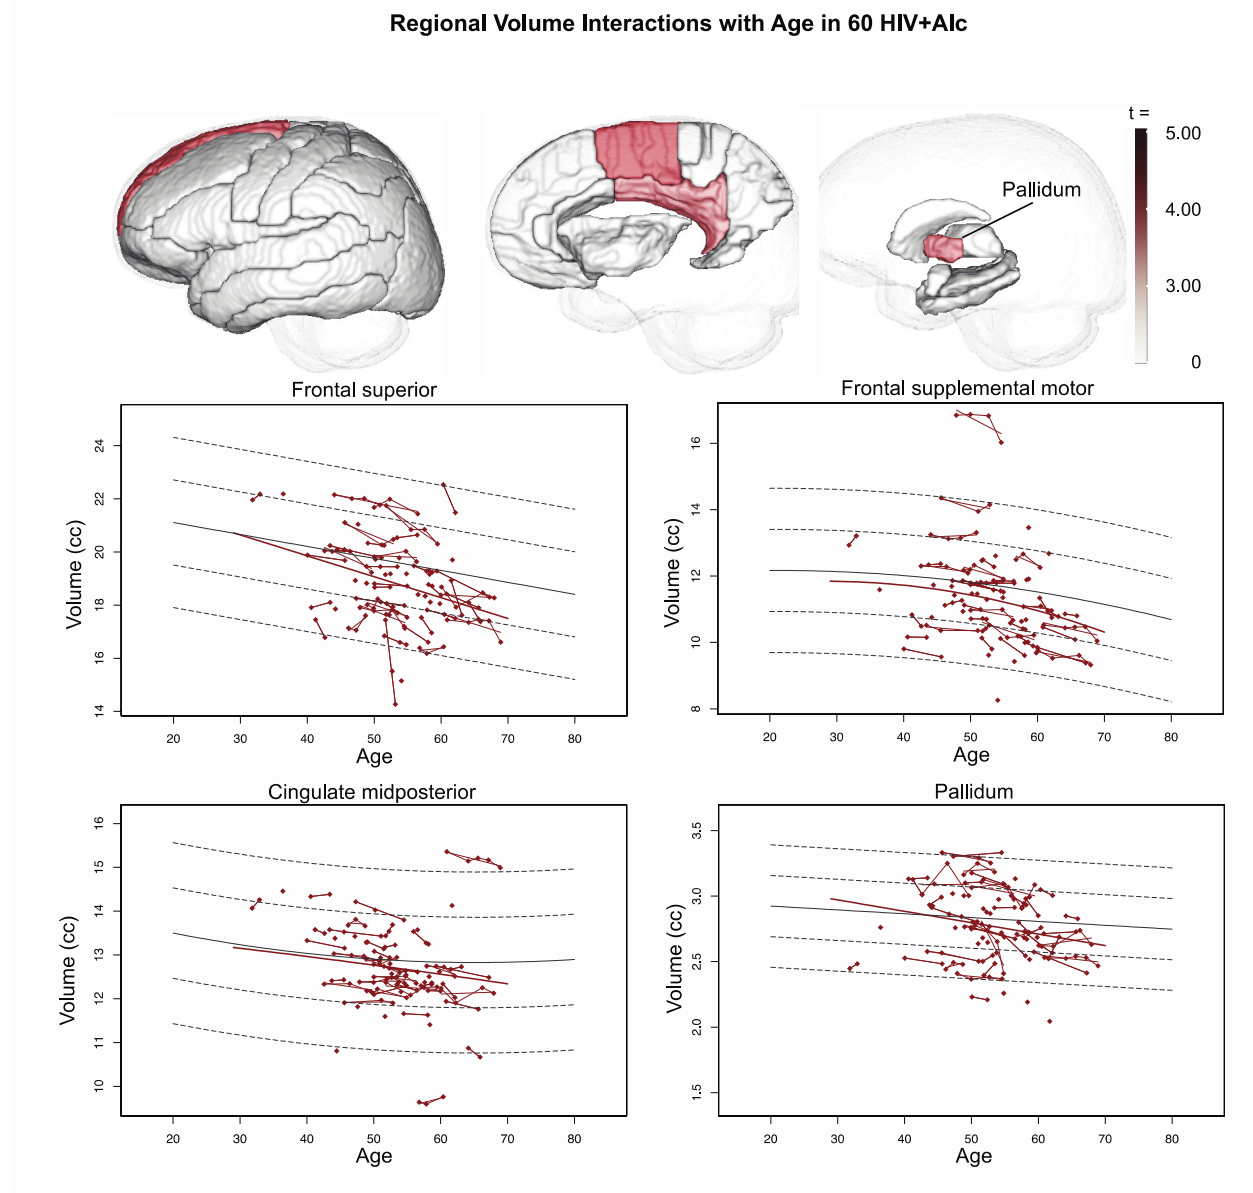 Regional Volume Interactions with Age in 60 HIV+Alc
t =
5.00
4.00
3.00
0
Pallidum
Frontal superior
Volume (cc)
24
22
20
18
16
14
20 30 40 50 60 70 80
Age
Frontal supplemental motor
Volume (cc)
16
14
12
10
8
20 30 40 50 60 70 80
Age
Cingulate midposterior
Volume (cc)
16
15
14
13
12
11
10
20 30 40 50 60 70 80
Age
Pallidum
Volume (cc)
3.5
3.0
2.5
2.0
1.5
20 30 40 50 60 70 80
Age